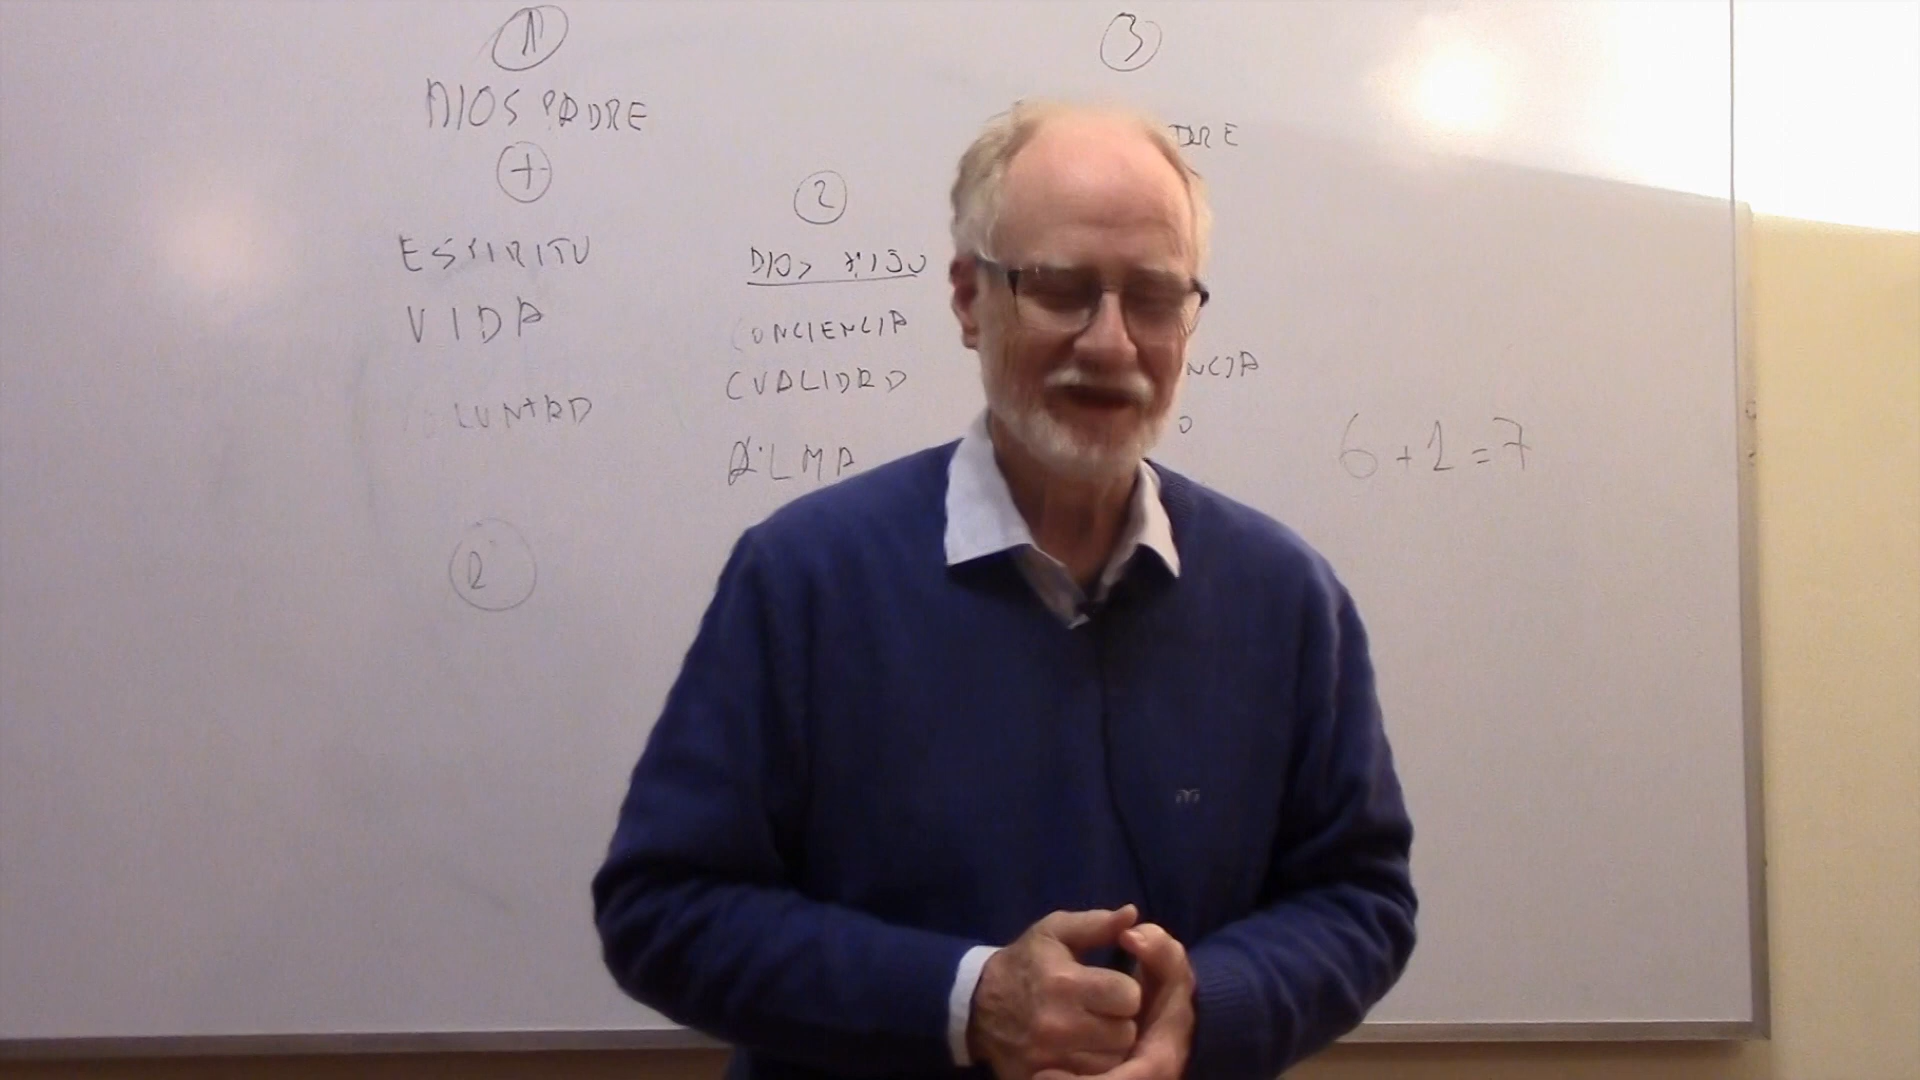 1
DIOS PADRE
+
ESPIRITU
VIDA
LUNTAD
R
2
DIOS HIJO
CONCIENCIA
CUALIDAD
ALMA
3
DRE
NCIA
O
6+1=7